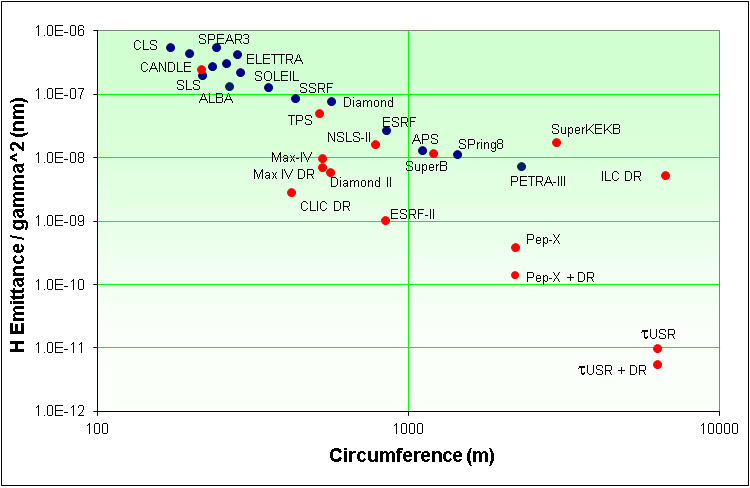 1.0E-06
CLS
SPEAR3
ELETTRA
CANDLE
SLS
SOLEIL
1.0E-07
ALBA
SSRF
Diamond
TPS
ESRF
NSLS-II
APS
SPring8
SuperKEKB
1.0E-08
Max-IV
SuperB
Max IV DR
Diamond II
PETRA-III
ILC DR
CLIC DR
ESRF-II
1.0E-09
Pep-X
Pep-X + DR
1.0E-10
τUSR
1.0E-11
τUSR + DR
1.0E-12
H Emittance / gamma^2 (nm)
100
1000
10000
Circumference (m)